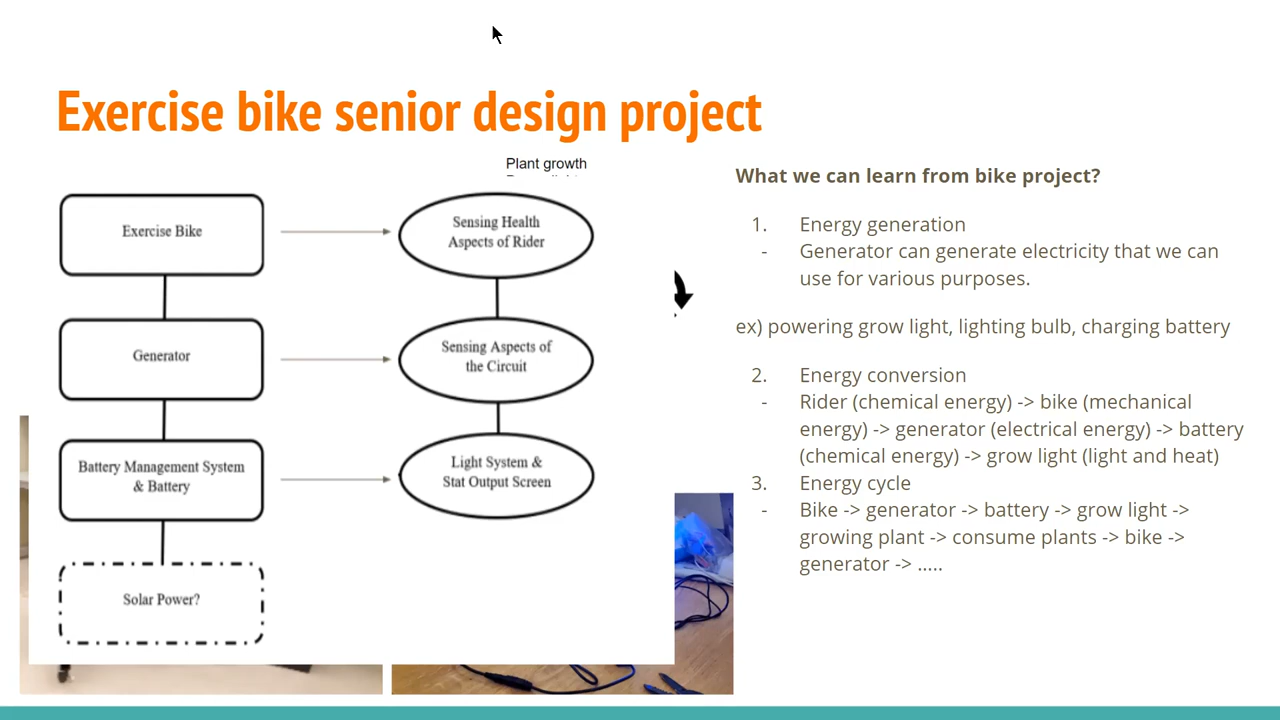 Exercise bike senior design project
Plant growth
Exercise Bike
Sensing Health
Aspects of Rider
Generator
Sensing Aspects of
the Circuit
Battery Management System
& Battery
Light System &
Stat Output Screen
Solar Power?
What we can learn from bike project?
1. Energy generation
- Generator can generate electricity that we can
use for various purposes.
ex) powering grow light, lighting bulb, charging battery
2. Energy conversion
- Rider (chemical energy) -> bike (mechanical
energy) -> generator (electrical energy) -> battery
(chemical energy) -> grow light (light and heat)
3. Energy cycle
- Bike -> generator -> battery -> grow light ->
growing plant -> consume plants -> bike ->
generator -> .....